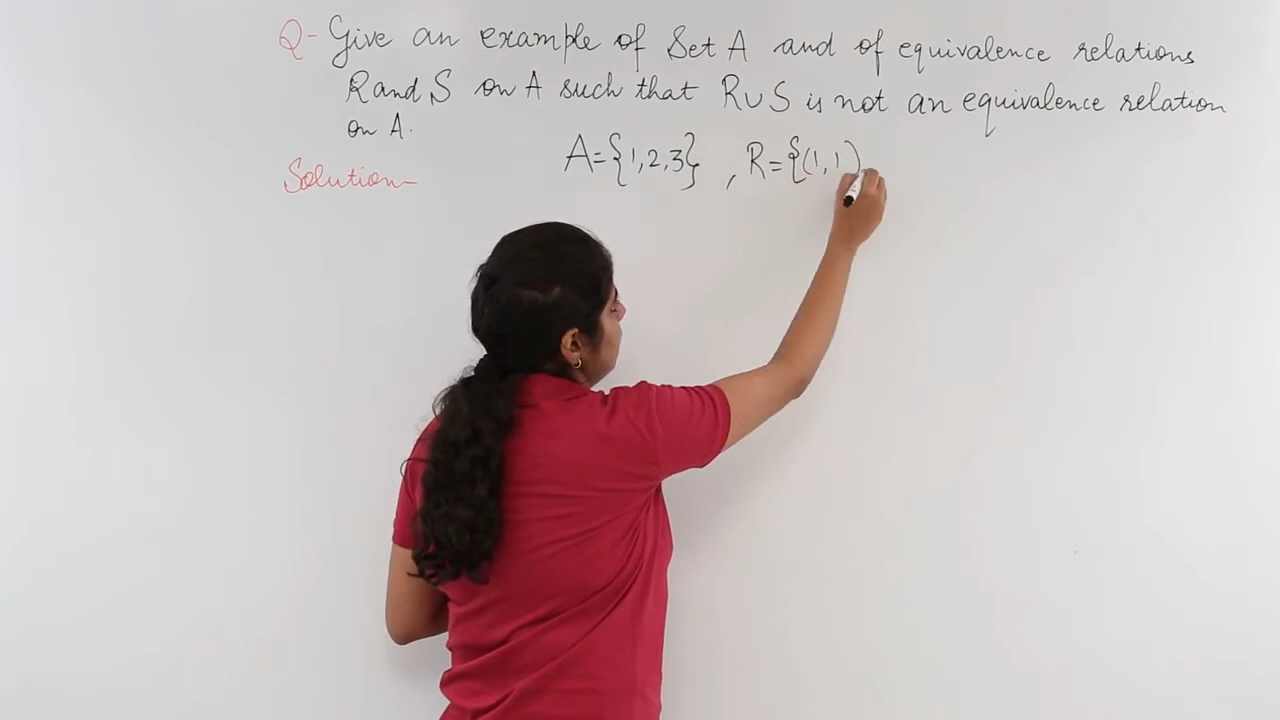 Q- Give an example of Set A and of equivalence relations
R and S on A such that R∪S is not an equivalence relation
on A.
Solution-
A={1,2,3} , R={(1,1)